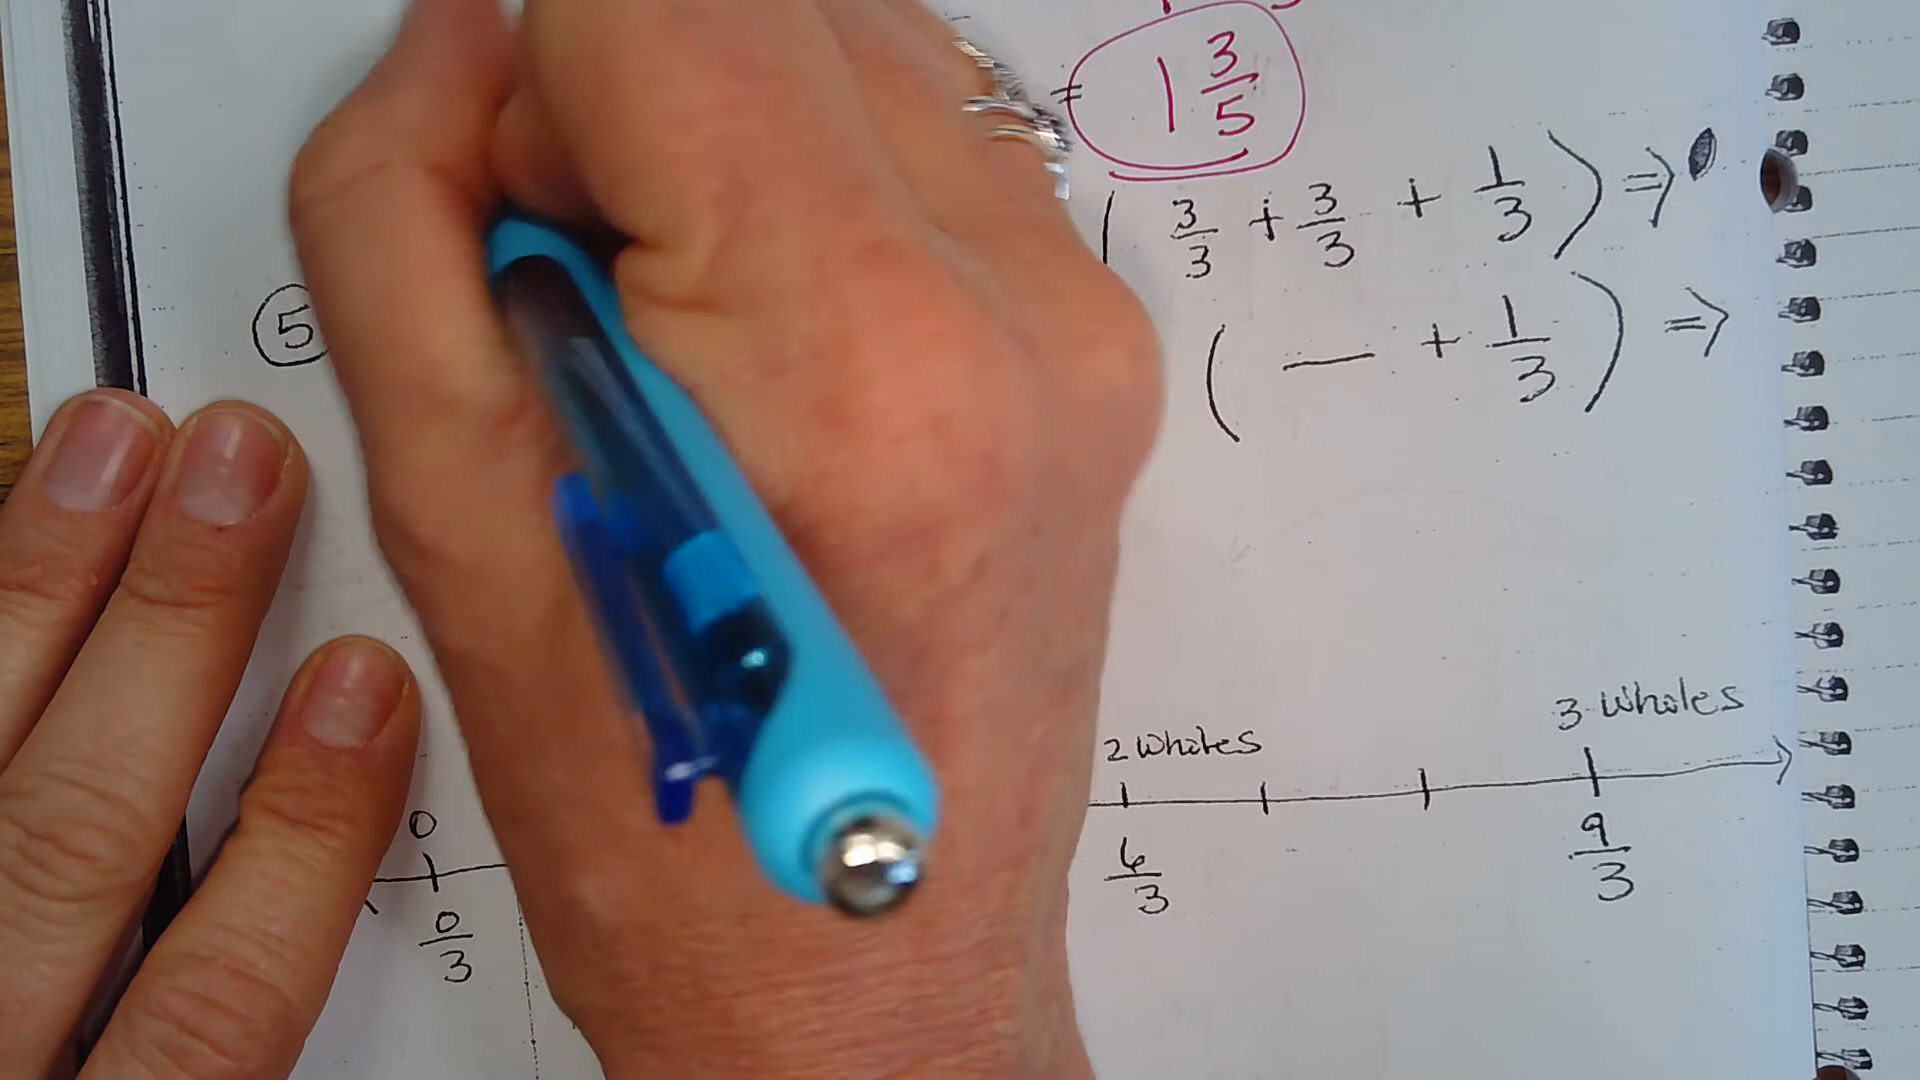 = 1 3/5
( 3/3 + 3/3 + 1/3 ) ⇒
⑤
( — + 1/3 ) ⇒
0 2 Wholes 3 Wholes
0/3 6/3 9/3